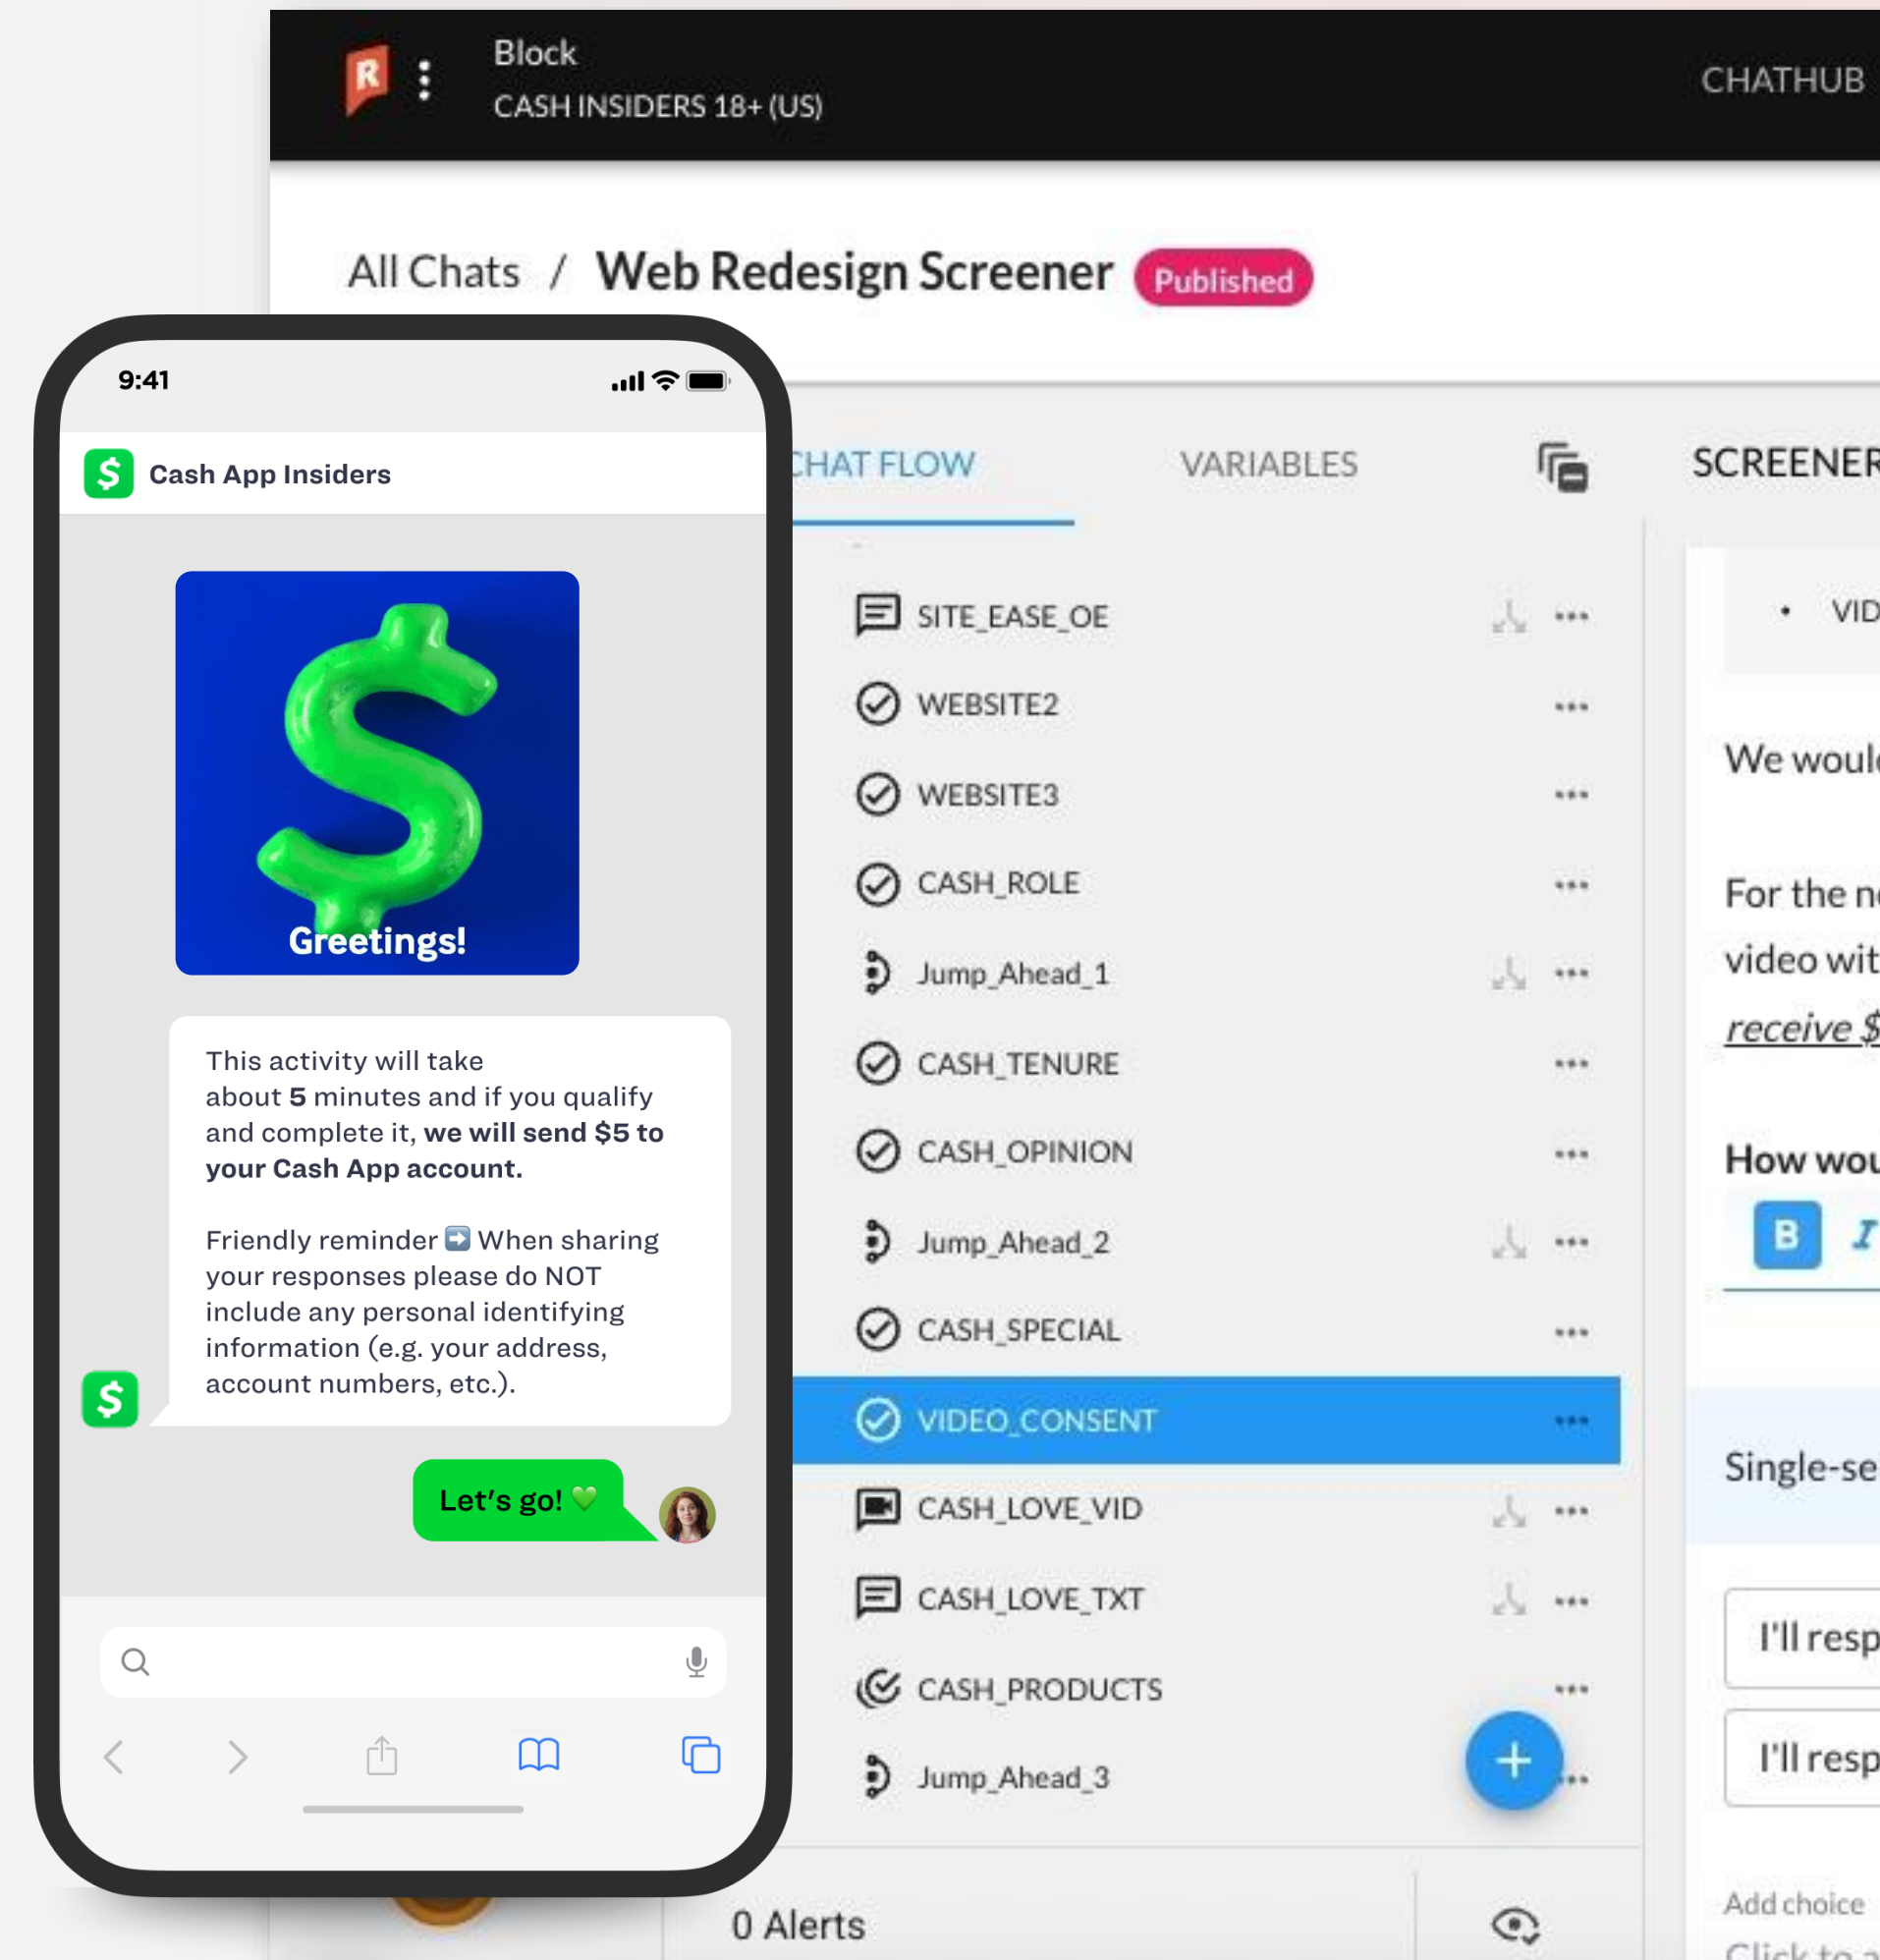 R
Block
CASH INSIDERS 18+ (US)
CHATHUB
All Chats / Web Redesign Screener Published
9:41
$ Cash App Insiders
Greetings!
This activity will take
about 5 minutes and if you qualify
and complete it, we will send $5 to
your Cash App account.
Friendly reminder ➡️ When sharing
your responses please do NOT
include any personal identifying
information (e.g. your address,
account numbers, etc.).
$
Let's go! 💚
CHAT FLOW
VARIABLES
SITE_EASE_OE
WEBSITE2
WEBSITE3
CASH_ROLE
Jump_Ahead_1
CASH_TENURE
CASH_OPINION
Jump_Ahead_2
CASH_SPECIAL
VIDEO_CONSENT
CASH_LOVE_VID
CASH_LOVE_TXT
CASH_PRODUCTS
Jump_Ahead_3
0 Alerts
SCREENER
• VID
We would
For the ne
video wit
receive $
How wou
B I
Single-se
I'll resp
I'll resp
Add choice
Click to a